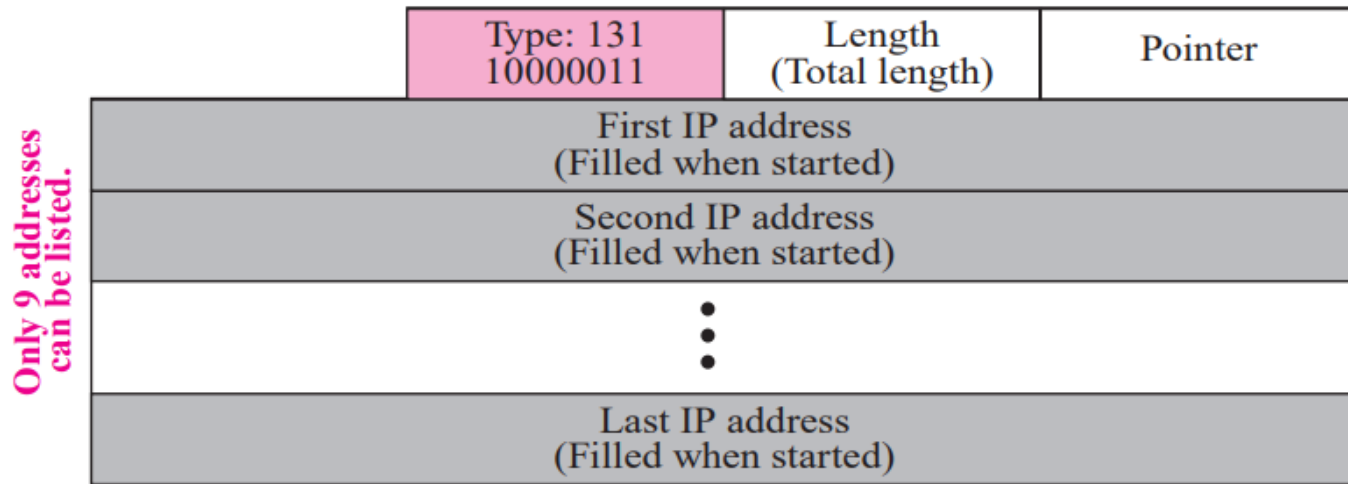 Type: 131
10000011
Length
(Total length)
Pointer
Only 9 addresses
can be listed.
First IP address
(Filled when started)
Second IP address
(Filled when started)
Last IP address
(Filled when started)